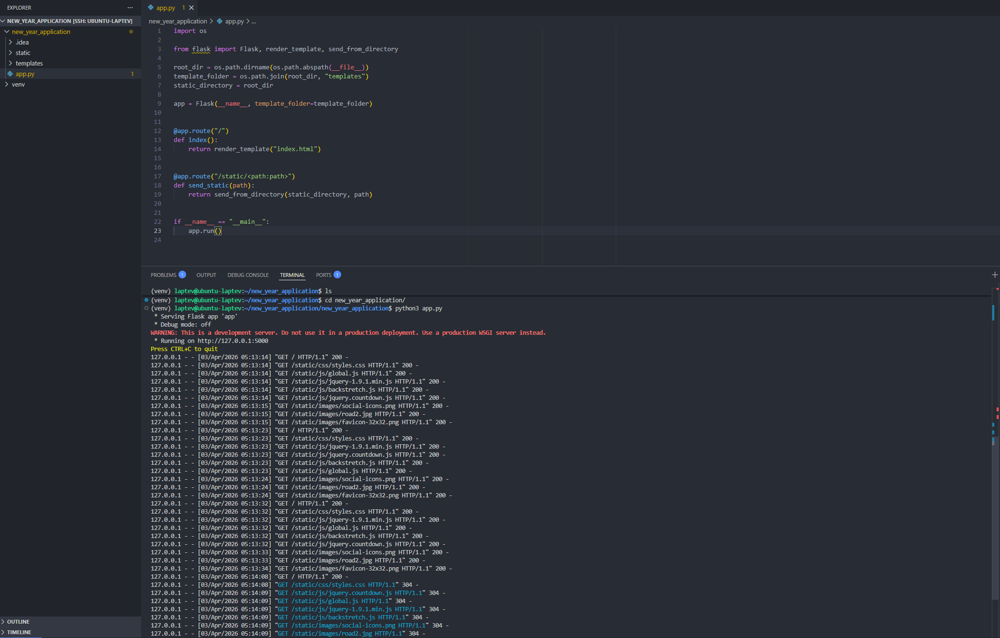 EXPLORER
···
NEW_YEAR_APPLICATION [SSH: UBUNTU-LAPTEV]
new_year_application
.idea
static
templates
app.py 1
venv
OUTLINE
TIMELINE
app.py 1
new_year_application > app.py > ...
1 import os
2
3 from flask import Flask, render_template, send_from_directory
4
5 root_dir = os.path.dirname(os.path.abspath(__file__))
6 template_folder = os.path.join(root_dir, "templates")
7 static_directory = root_dir
8
9 app = Flask(__name__, template_folder=template_folder)
10
11
12 @app.route("/")
13 def index():
14     return render_template("index.html")
15
16
17 @app.route("/static/<path:path>")
18 def send_static(path):
19     return send_from_directory(static_directory, path)
20
21
22 if __name__ == "__main__":
23     app.run()
24
PROBLEMS 1 OUTPUT DEBUG CONSOLE TERMINAL PORTS 1
(venv) laptev@ubuntu-laptev:~/new_year_application$ ls
(venv) laptev@ubuntu-laptev:~/new_year_application$ cd new_year_application/
(venv) laptev@ubuntu-laptev:~/new_year_application/new_year_application$ python3 app.py
 * Serving Flask app 'app'
 * Debug mode: off
WARNING: This is a development server. Do not use it in a production deployment. Use a production WSGI server instead.
 * Running on http://127.0.0.1:5000
Press CTRL+C to quit
127.0.0.1 - - [03/Apr/2026 05:13:14] "GET / HTTP/1.1" 200 -
127.0.0.1 - - [03/Apr/2026 05:13:14] "GET /static/css/styles.css HTTP/1.1" 200 -
127.0.0.1 - - [03/Apr/2026 05:13:14] "GET /static/js/global.js HTTP/1.1" 200 -
127.0.0.1 - - [03/Apr/2026 05:13:14] "GET /static/js/jquery-1.9.1.min.js HTTP/1.1" 200 -
127.0.0.1 - - [03/Apr/2026 05:13:14] "GET /static/js/backstretch.js HTTP/1.1" 200 -
127.0.0.1 - - [03/Apr/2026 05:13:14] "GET /static/js/jquery.countdown.js HTTP/1.1" 200 -
127.0.0.1 - - [03/Apr/2026 05:13:15] "GET /static/images/social-icons.png HTTP/1.1" 200 -
127.0.0.1 - - [03/Apr/2026 05:13:15] "GET /static/images/road2.jpg HTTP/1.1" 200 -
127.0.0.1 - - [03/Apr/2026 05:13:15] "GET /static/images/favicon-32x32.png HTTP/1.1" 200 -
127.0.0.1 - - [03/Apr/2026 05:13:23] "GET / HTTP/1.1" 200 -
127.0.0.1 - - [03/Apr/2026 05:13:23] "GET /static/css/styles.css HTTP/1.1" 200 -
127.0.0.1 - - [03/Apr/2026 05:13:23] "GET /static/js/jquery-1.9.1.min.js HTTP/1.1" 200 -
127.0.0.1 - - [03/Apr/2026 05:13:23] "GET /static/js/jquery.countdown.js HTTP/1.1" 200 -
127.0.0.1 - - [03/Apr/2026 05:13:23] "GET /static/js/backstretch.js HTTP/1.1" 200 -
127.0.0.1 - - [03/Apr/2026 05:13:23] "GET /static/js/global.js HTTP/1.1" 200 -
127.0.0.1 - - [03/Apr/2026 05:13:24] "GET /static/images/social-icons.png HTTP/1.1" 200 -
127.0.0.1 - - [03/Apr/2026 05:13:24] "GET /static/images/road2.jpg HTTP/1.1" 200 -
127.0.0.1 - - [03/Apr/2026 05:13:24] "GET /static/images/favicon-32x32.png HTTP/1.1" 200 -
127.0.0.1 - - [03/Apr/2026 05:13:32] "GET / HTTP/1.1" 200 -
127.0.0.1 - - [03/Apr/2026 05:13:32] "GET /static/css/styles.css HTTP/1.1" 200 -
127.0.0.1 - - [03/Apr/2026 05:13:32] "GET /static/js/jquery-1.9.1.min.js HTTP/1.1" 200 -
127.0.0.1 - - [03/Apr/2026 05:13:32] "GET /static/js/global.js HTTP/1.1" 200 -
127.0.0.1 - - [03/Apr/2026 05:13:32] "GET /static/js/backstretch.js HTTP/1.1" 200 -
127.0.0.1 - - [03/Apr/2026 05:13:32] "GET /static/js/jquery.countdown.js HTTP/1.1" 200 -
127.0.0.1 - - [03/Apr/2026 05:13:33] "GET /static/images/social-icons.png HTTP/1.1" 200 -
127.0.0.1 - - [03/Apr/2026 05:13:33] "GET /static/images/road2.jpg HTTP/1.1" 200 -
127.0.0.1 - - [03/Apr/2026 05:13:34] "GET /static/images/favicon-32x32.png HTTP/1.1" 200 -
127.0.0.1 - - [03/Apr/2026 05:14:08] "GET / HTTP/1.1" 200 -
127.0.0.1 - - [03/Apr/2026 05:14:08] "GET /static/css/styles.css HTTP/1.1" 304 -
127.0.0.1 - - [03/Apr/2026 05:14:09] "GET /static/js/jquery.countdown.js HTTP/1.1" 304 -
127.0.0.1 - - [03/Apr/2026 05:14:09] "GET /static/js/global.js HTTP/1.1" 304 -
127.0.0.1 - - [03/Apr/2026 05:14:09] "GET /static/js/jquery-1.9.1.min.js HTTP/1.1" 304 -
127.0.0.1 - - [03/Apr/2026 05:14:09] "GET /static/js/backstretch.js HTTP/1.1" 304 -
127.0.0.1 - - [03/Apr/2026 05:14:09] "GET /static/images/social-icons.png HTTP/1.1" 304 -
127.0.0.1 - - [03/Apr/2026 05:14:09] "GET /static/images/road2.jpg HTTP/1.1" 304 -